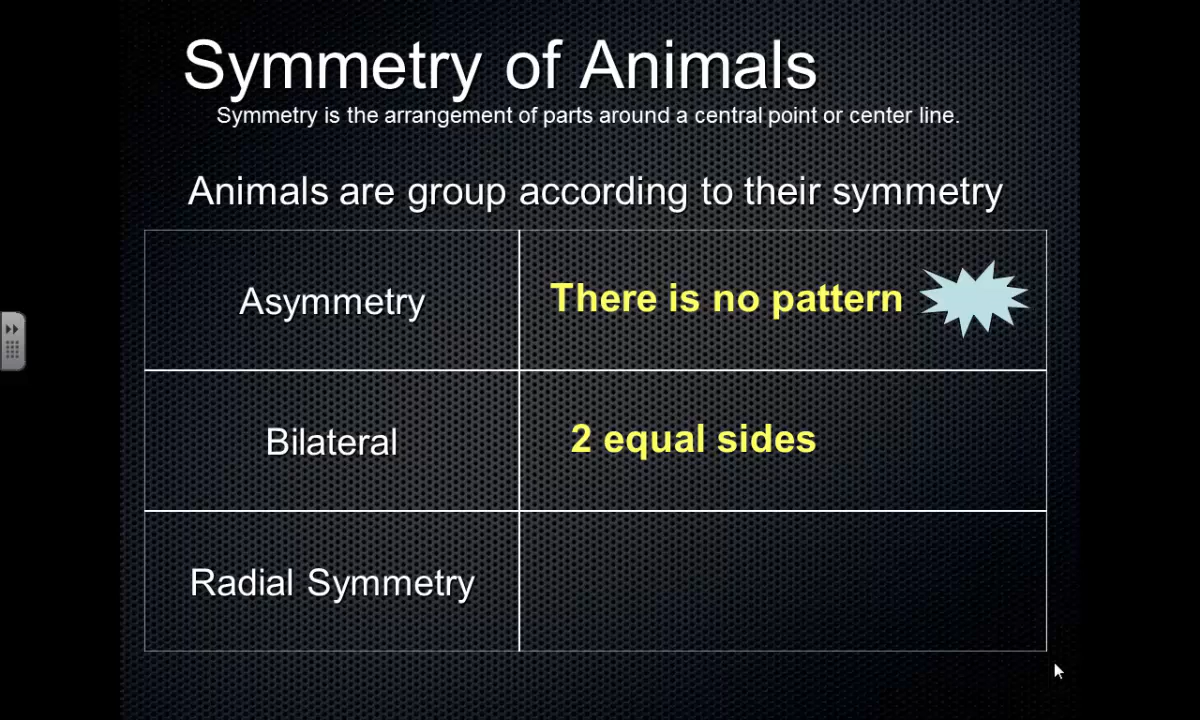 Symmetry of Animals
Symmetry is the arrangement of parts around a central point or center line.
Animals are group according to their symmetry
Asymmetry
There is no pattern
Bilateral
2 equal sides
Radial Symmetry